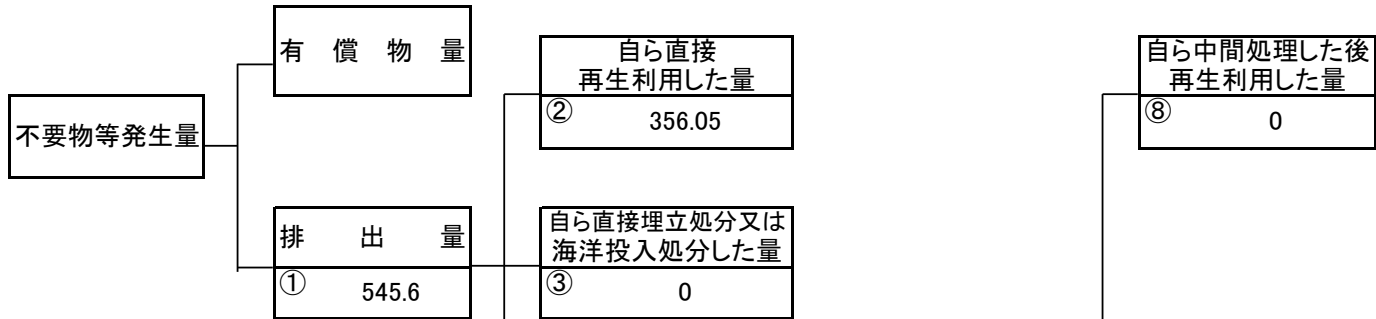 有償物量
自ら直接
再生利用した量
② 356.05
自ら中間処理した後
再生利用した量
⑧ 0
不要物等発生量
排出量
① 545.6
自ら直接埋立処分又は
海洋投入処分した量
③ 0